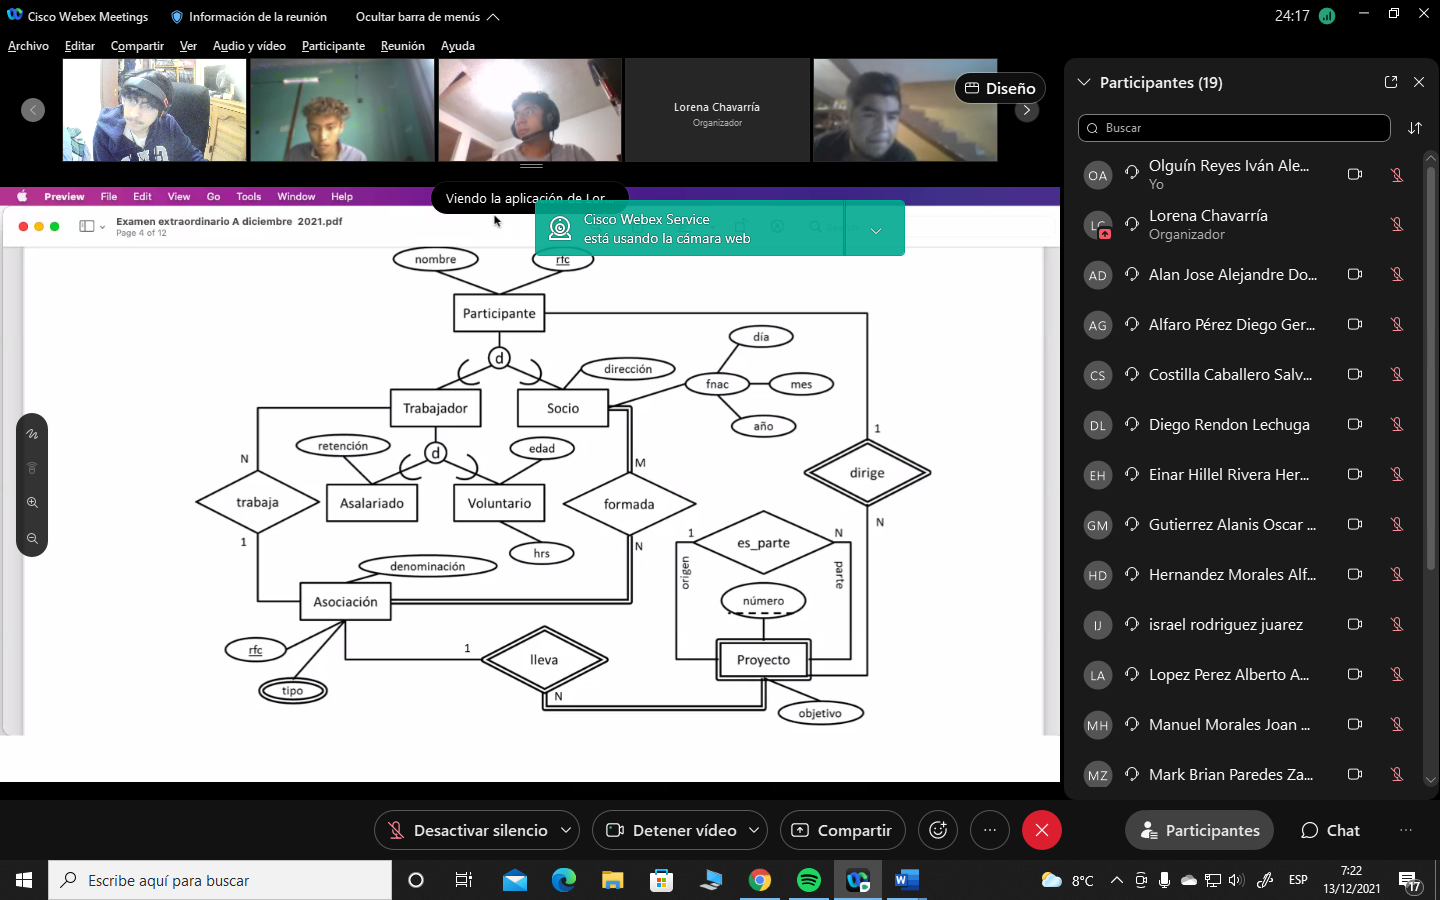 Cisco Webex Meetings
Información de la reunión
Ocultar barra de menús
24:17
Archivo Editar Compartir Ver Audio y vídeo Participante Reunión Ayuda
Lorena Chavarría
Organizador
Diseño
Preview File Edit View Go Tools Window Help
Viendo la aplicación de Lor
Examen extraordinario A diciembre 2021.pdf
Page 4 of 12
Cisco Webex Service
está usando la cámara web
nombre
rfc
Participante
día
d
dirección
fnac
mes
Trabajador
Socio
año
1
retención
d
edad
N
M
dirige
trabaja
Asalariado
Voluntario
formada
N
1
N
1
es_parte
N
hrs
origen
parte
denominación
número
Asociación
rfc
1
lleva
Proyecto
tipo
N
objetivo
Participantes (19)
Buscar
OA
Olguín Reyes Iván Ale...
Yo
LC
Lorena Chavarría
Organizador
AD
Alan Jose Alejandre Do...
AG
Alfaro Pérez Diego Ger...
CS
Costilla Caballero Salv...
DL
Diego Rendon Lechuga
EH
Einar Hillel Rivera Her...
GM
Gutierrez Alanis Oscar ...
HD
Hernandez Morales Alf...
IJ
israel rodriguez juarez
LA
Lopez Perez Alberto A...
MH
Manuel Morales Joan ...
MZ
Mark Brian Paredes Za...
Desactivar silencio
Detener vídeo
Compartir
Participantes
Chat
Escribe aquí para buscar
8°C
ESP
7:22
13/12/2021
17